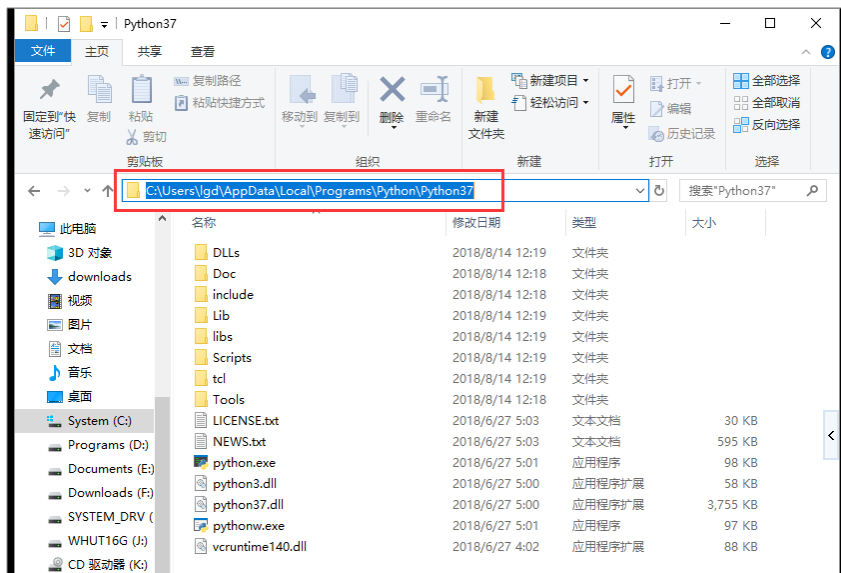 Python37
文件 主页 共享 查看
固定到"快速访问" 复制 粘贴 复制路径 粘贴快捷方式 剪切
移动到 复制到 删除 重命名
新建文件夹 新建项目 轻松访问
属性 打开 编辑 历史记录
全部选择 全部取消 反向选择
剪贴板 组织 新建 打开 选择
C:\Users\lgd\AppData\Local\Programs\Python\Python37 搜索"Python37"
名称 修改日期 类型 大小
此电脑
3D 对象
downloads
视频
图片
文档
音乐
桌面
System (C:)
Programs (D:)
Documents (E:)
Downloads (F:)
SYSTEM_DRV (
WHUT16G (J:)
CD 驱动器 (K:)
DLLs 2018/8/14 12:19 文件夹
Doc 2018/8/14 12:18 文件夹
include 2018/8/14 12:18 文件夹
Lib 2018/8/14 12:19 文件夹
libs 2018/8/14 12:19 文件夹
Scripts 2018/8/14 12:19 文件夹
tcl 2018/8/14 12:19 文件夹
Tools 2018/8/14 12:18 文件夹
LICENSE.txt 2018/6/27 5:03 文本文档 30 KB
NEWS.txt 2018/6/27 5:03 文本文档 595 KB
python.exe 2018/6/27 5:01 应用程序 98 KB
python3.dll 2018/6/27 5:00 应用程序扩展 58 KB
python37.dll 2018/6/27 5:00 应用程序扩展 3,755 KB
pythonw.exe 2018/6/27 5:01 应用程序 97 KB
vcruntime140.dll 2018/6/27 4:02 应用程序扩展 88 KB